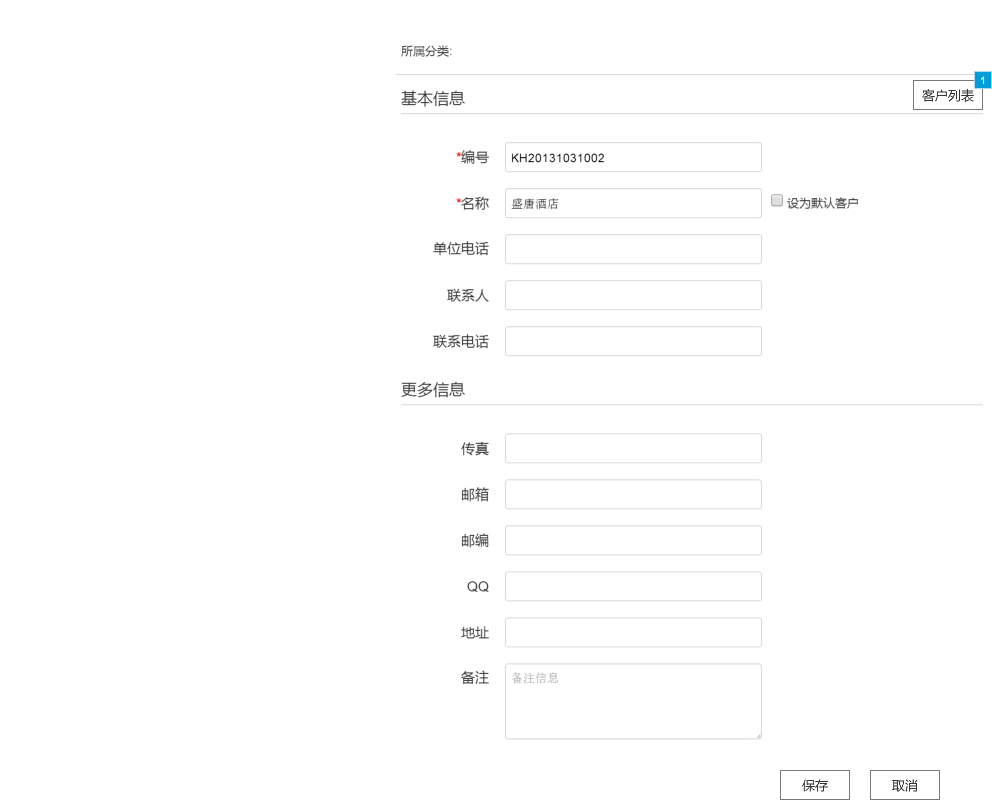 所属分类:
1
基本信息 客户列表
*编号 KH20131031002
*名称 盛唐酒店 设为默认客户
单位电话
联系人
联系电话
更多信息
传真
邮箱
邮编
QQ
地址
备注 备注信息
保存 取消